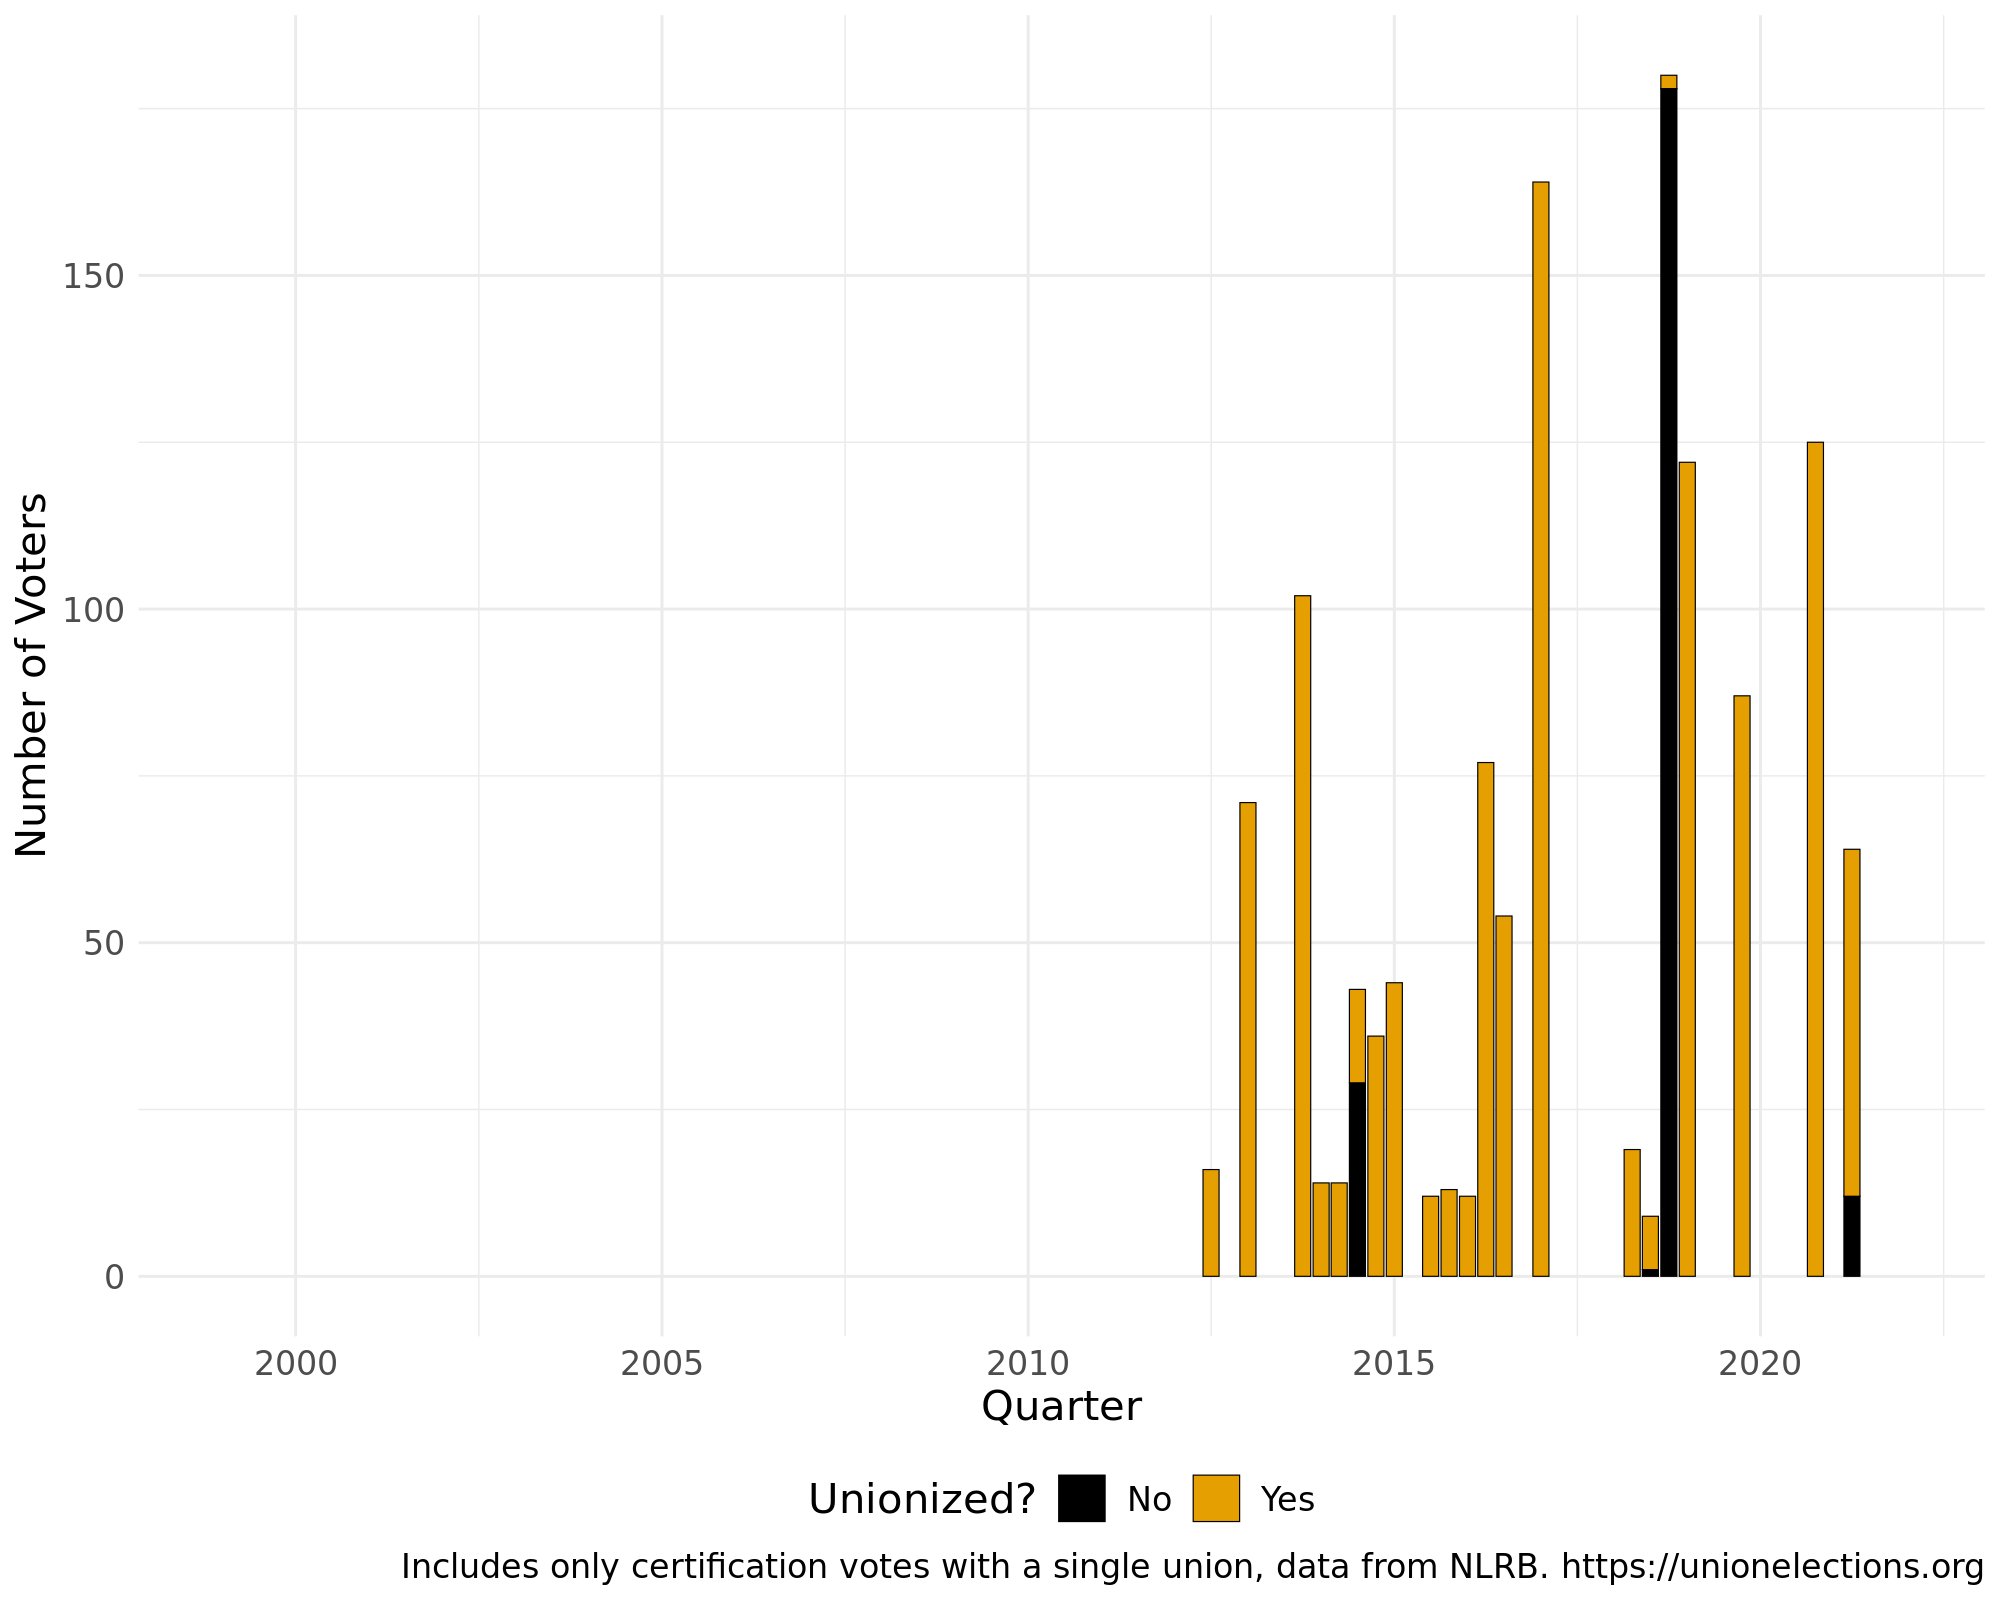 Number of Voters
150
100
50
0
2000 2005 2010 2015 2020
Quarter
Unionized? No Yes
Includes only certification votes with a single union, data from NLRB. https://unionelections.org